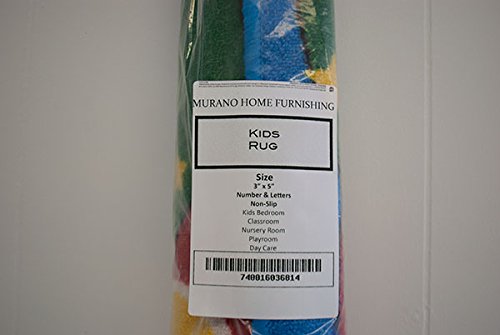 MURANO HOME FURNISHING
KIDS
RUG
Size
3" x 5"
Number & Letters
Non-Slip
Kids Bedroom
Classroom
Nursery Room
Playroom
Day Care
740016036014